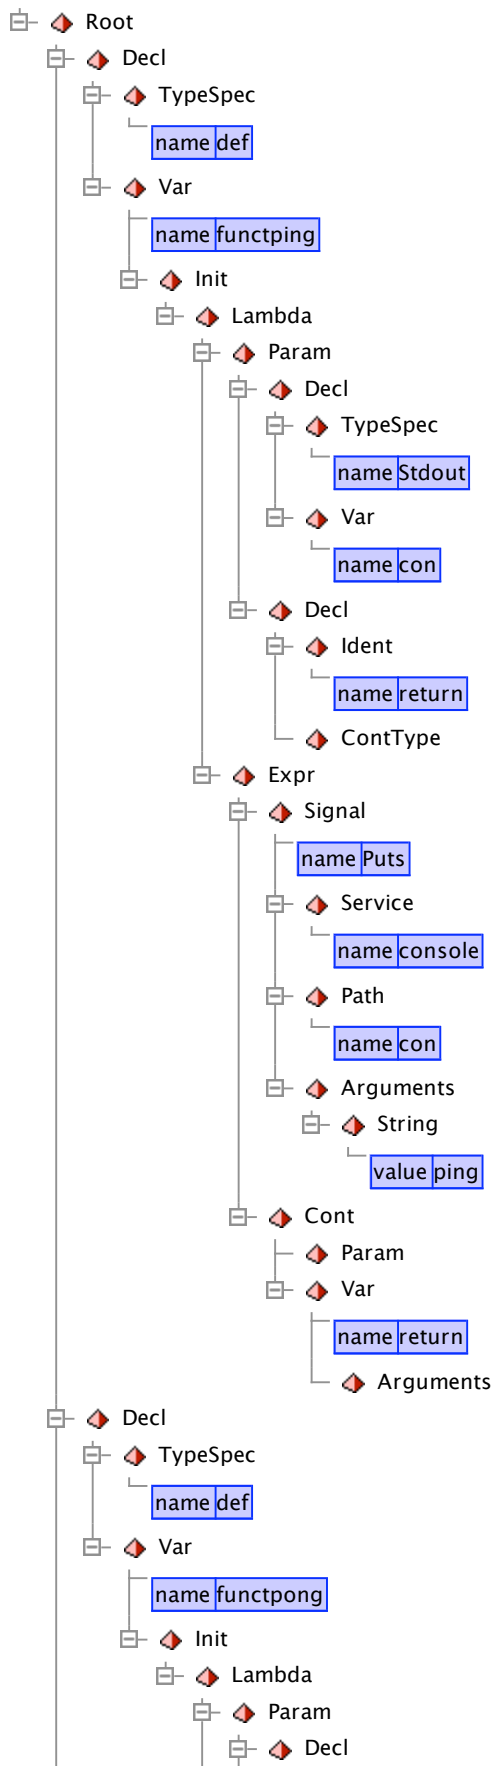 Root
Decl
TypeSpec
name def
Var
name functping
Init
Lambda
Param
Decl
TypeSpec
name Stdout
Var
name con
Decl
Ident
name return
ContType
Expr
Signal
name Puts
Service
name console
Path
name con
Arguments
String
value ping
Cont
Param
Var
name return
Arguments
Decl
TypeSpec
name def
Var
name functpong
Init
Lambda
Param
Decl